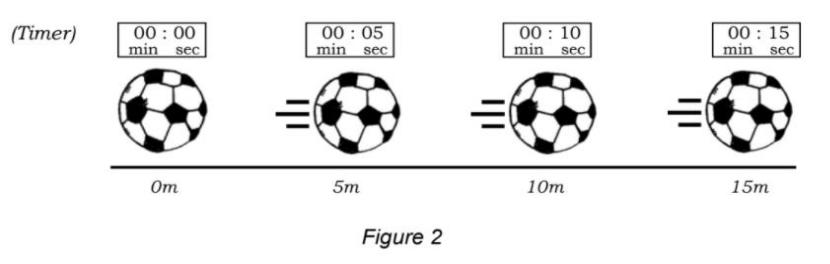 (Timer)
00 : 00
min sec
00 : 05
min sec
00 : 10
min sec
00 : 15
min sec
0m
5m
10m
15m
Figure 2